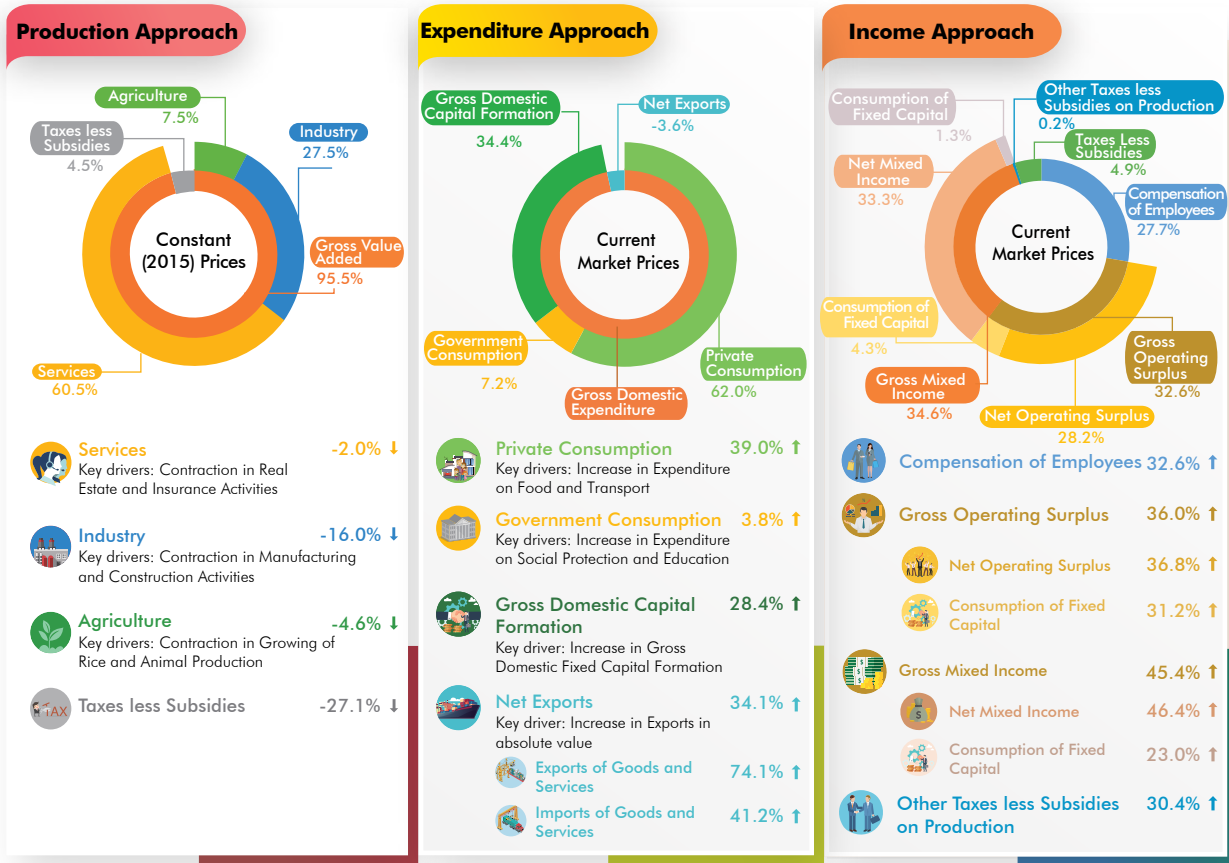 Production Approach
Agriculture
7.5%
Taxes less
Subsidies
4.5%
Industry
27.5%
Constant
(2015) Prices
Gross Value
Added
95.5%
Services
60.5%
Services
-2.0%
Key drivers: Contraction in Real
Estate and Insurance Activities
Industry
-16.0%
Key drivers: Contraction in Manufacturing
and Construction Activities
Agriculture
-4.6%
Key drivers: Contraction in Growing of
Rice and Animal Production
TAX
Taxes less Subsidies
-27.1%
Expenditure Approach
Gross Domestic
Capital Formation
34.4%
Net Exports
-3.6%
Current
Market Prices
Government
Consumption
7.2%
Private
Consumption
62.0%
Gross Domestic
Expenditure
Private Consumption
39.0%
Key drivers: Increase in Expenditure
on Food and Transport
Government Consumption
3.8%
Key drivers: Increase in Expenditure
on Social Protection and Education
Gross Domestic Capital
Formation
28.4%
Key driver: Increase in Gross
Domestic Fixed Capital Formation
Net Exports
34.1%
Key driver: Increase in Exports in
absolute value
Exports of Goods and
Services
74.1%
Imports of Goods and
Services
41.2%
Income Approach
Consumption of
Fixed Capital
1.3%
Other Taxes less
Subsidies on Production
0.2%
Taxes Less
Subsidies
4.9%
Net Mixed
Income
33.3%
Compensation
of Employees
27.7%
Current
Market Prices
Consumption of
Fixed Capital
4.3%
Gross
Operating
Surplus
32.6%
Gross Mixed
Income
34.6%
Net Operating Surplus
28.2%
Compensation of Employees
32.6%
Gross Operating Surplus
36.0%
Net Operating Surplus
36.8%
Consumption of Fixed
Capital
31.2%
Gross Mixed Income
45.4%
Net Mixed Income
46.4%
Consumption of Fixed
Capital
23.0%
Other Taxes less Subsidies
on Production
30.4%